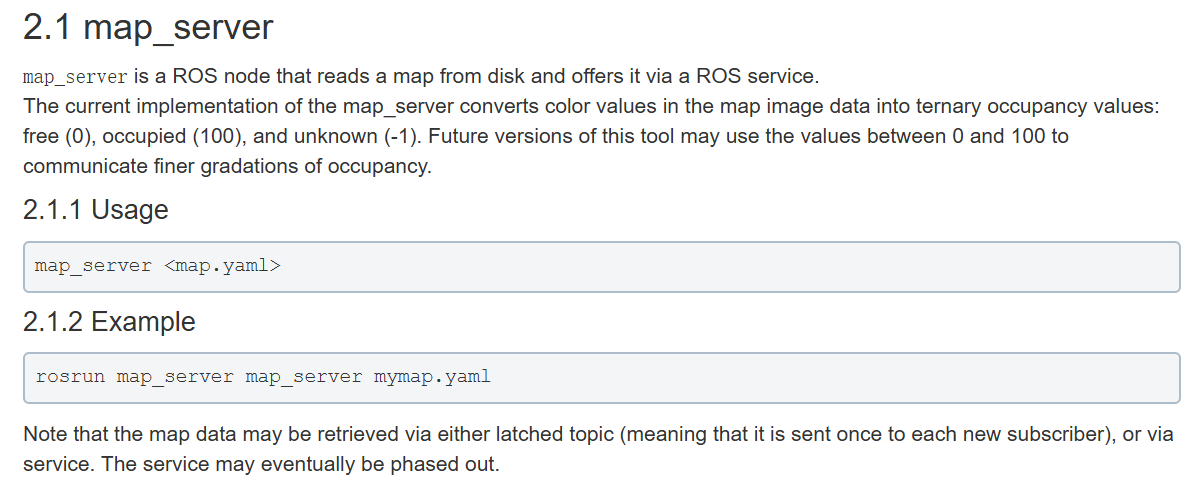 2.1 map_server
map_server is a ROS node that reads a map from disk and offers it via a ROS service.
The current implementation of the map_server converts color values in the map image data into ternary occupancy values:
free (0), occupied (100), and unknown (-1). Future versions of this tool may use the values between 0 and 100 to
communicate finer gradations of occupancy.
2.1.1 Usage
map_server <map.yaml>
2.1.2 Example
rosrun map_server map_server mymap.yaml
Note that the map data may be retrieved via either latched topic (meaning that it is sent once to each new subscriber), or via
service. The service may eventually be phased out.